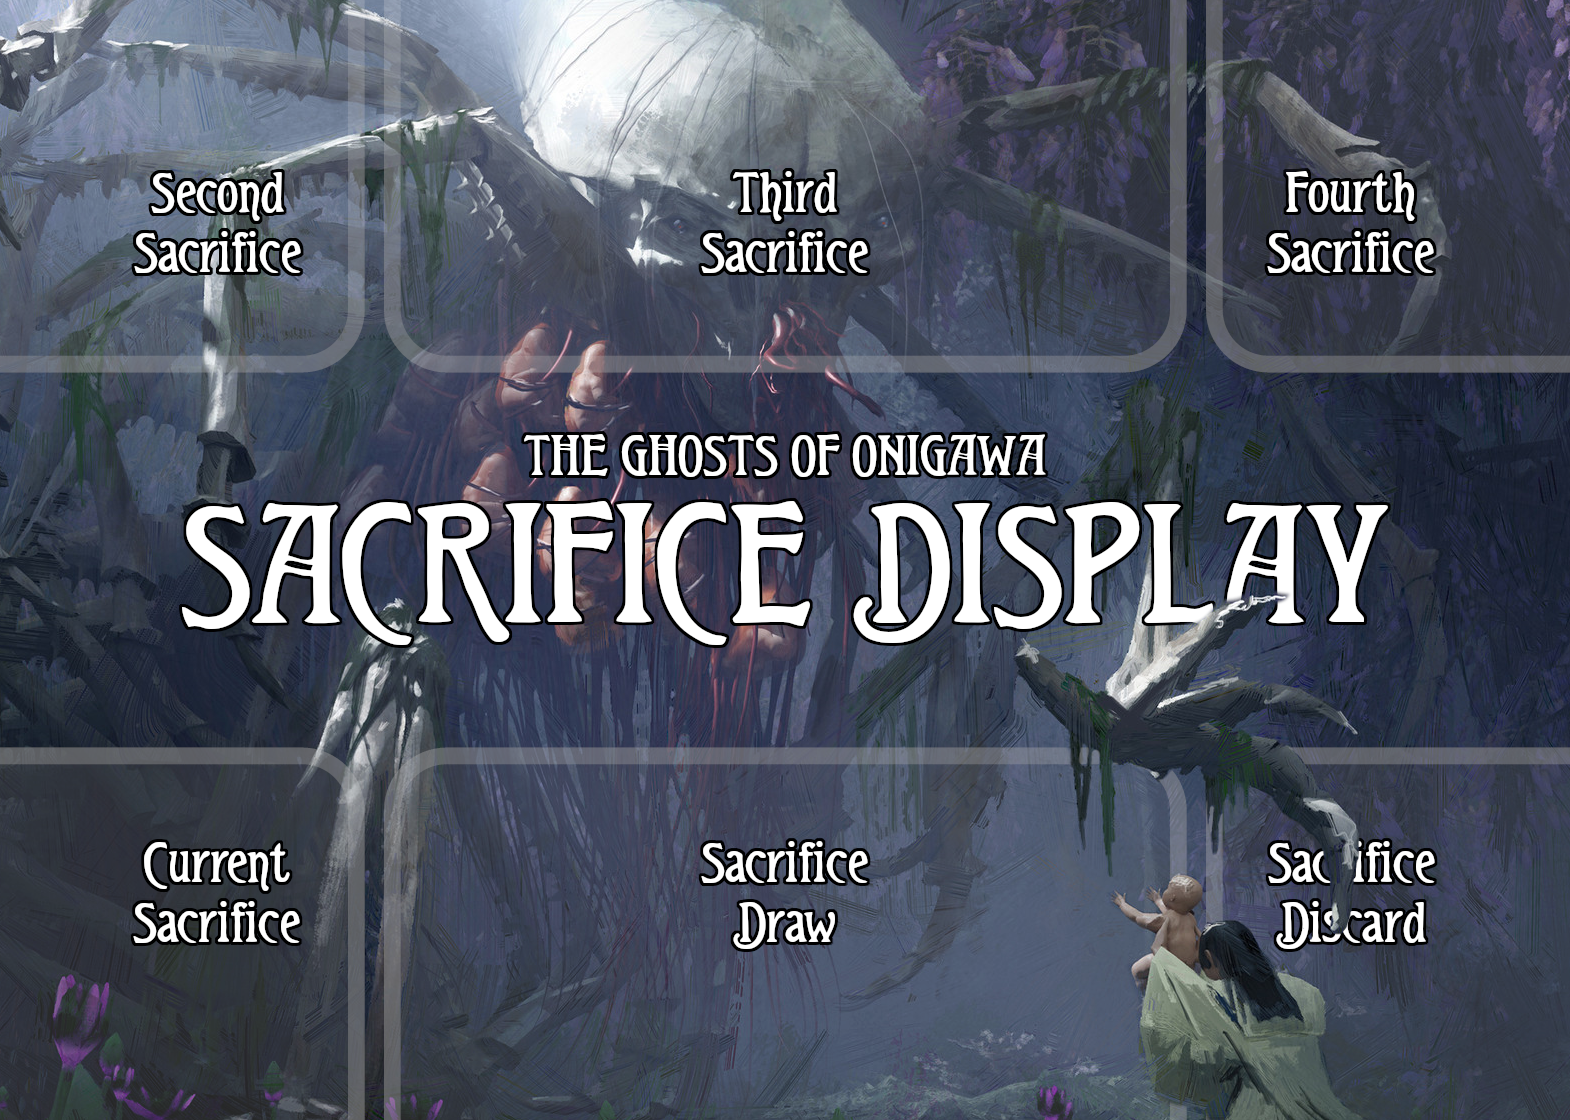 Second
Sacrifice
Third
Sacrifice
Fourth
Sacrifice
THE GHOSTS OF ONIGAWA
SACRIFICE DISPLAY
Current
Sacrifice
Sacrifice
Draw
Sacrifice
Discard